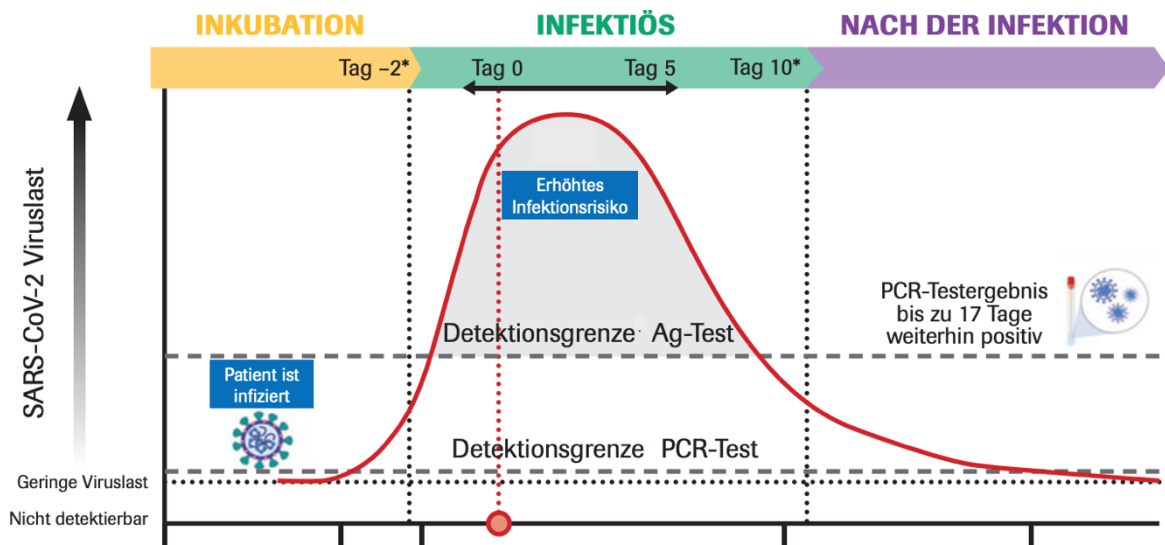 INKUBATION
INFEKTIÖS
NACH DER INFEKTION
Tag –2*
Tag 0
Tag 5
Tag 10*
SARS-CoV-2 Viruslast
Erhöhtes
Infektionsrisiko
PCR-Testergebnis
bis zu 17 Tage
weiterhin positiv
Detektionsgrenze Ag-Test
Patient ist
infiziert
Detektionsgrenze PCR-Test
Geringe Viruslast
Nicht detektierbar